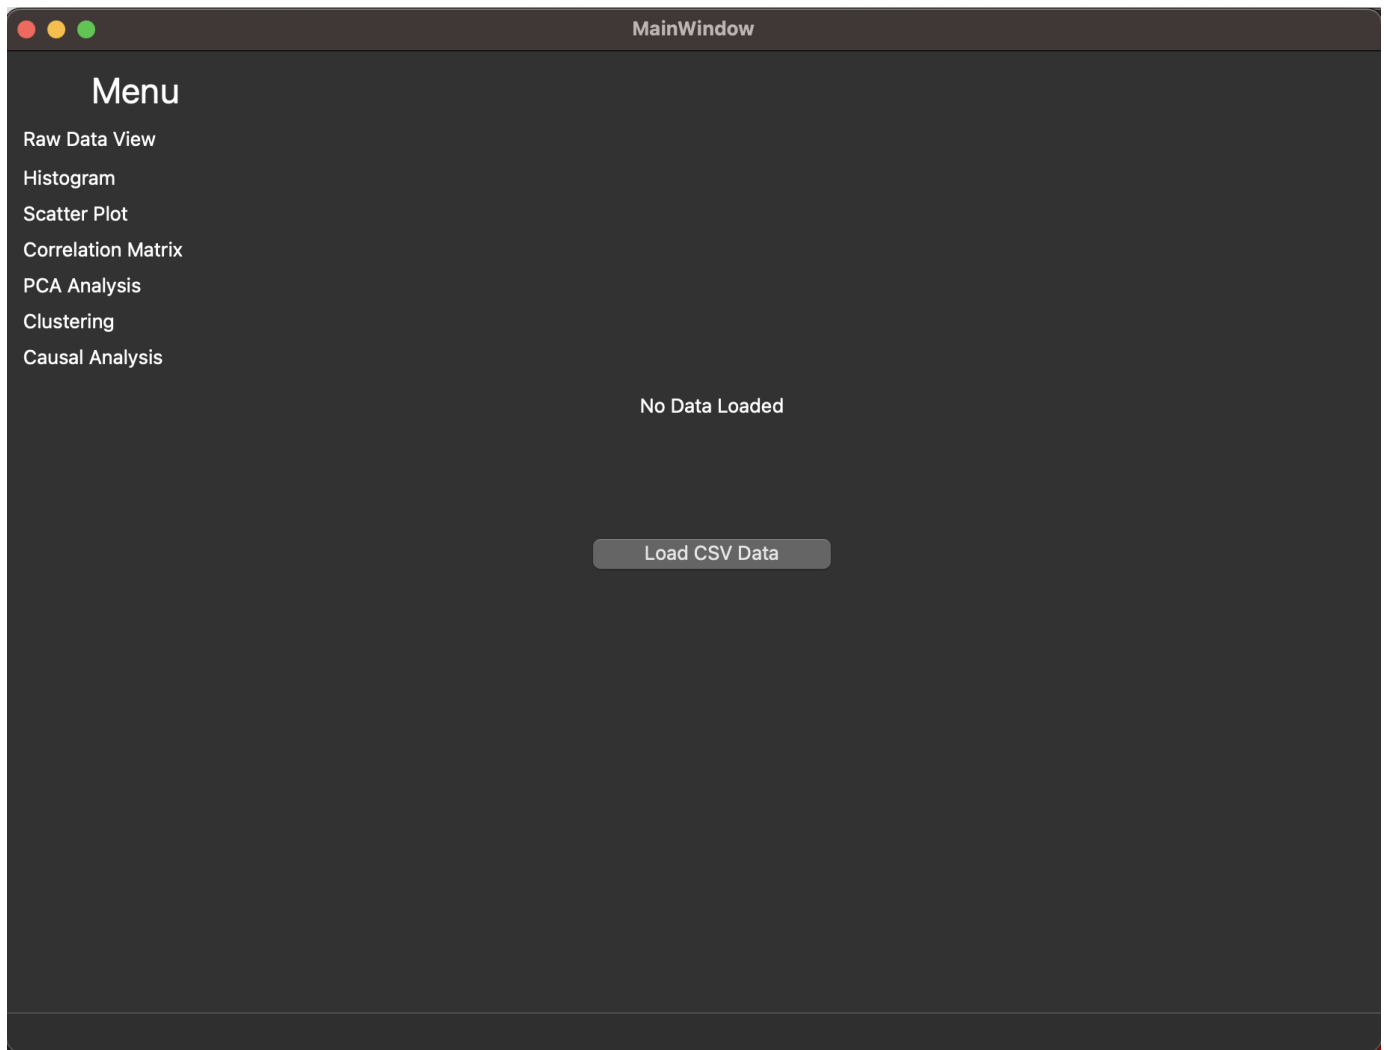 MainWindow
Menu
Raw Data View
Histogram
Scatter Plot
Correlation Matrix
PCA Analysis
Clustering
Causal Analysis
No Data Loaded
Load CSV Data